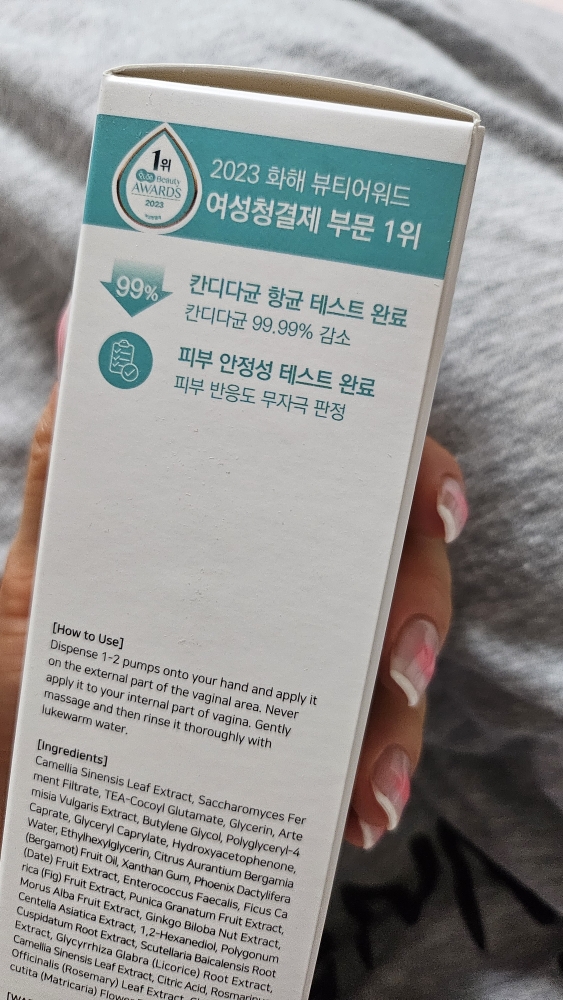 1위
화해 Beauty
AWARDS
2023
2023 화해 뷰티어워드
여성청결제 부문 1위
99%
칸디다균 항균 테스트 완료
칸디다균 99.99% 감소
피부 안정성 테스트 완료
피부 반응도 무자극 판정
[How to Use]
Dispense 1-2 pumps onto your hand and apply it
on the external part of the vaginal area. Never
apply it to your internal part of vagina. Gently
massage and then rinse it thoroughly with
lukewarm water.
[Ingredients]
Camellia Sinensis Leaf Extract, Saccharomyces Fer
ment Filtrate, TEA-Cocoyl Glutamate, Glycerin, Arte
misia Vulgaris Extract, Butylene Glycol, Polyglyceryl-4
Caprate, Glyceryl Caprylate, Hydroxyacetophenone,
Water, Ethylhexylglycerin, Citrus Aurantium Bergamia
(Bergamot) Fruit Oil, Xanthan Gum, Phoenix Dactylifera
(Date) Fruit Extract, Enterococcus Faecalis, Ficus Ca
rica (Fig) Fruit Extract, Punica Granatum Fruit Extract,
Morus Alba Fruit Extract, Ginkgo Biloba Nut Extract,
Centella Asiatica Extract, 1,2-Hexanediol, Polygonum
Cuspidatum Root Extract, Scutellaria Baicalensis Root
Extract, Glycyrrhiza Glabra (Licorice) Root Extract,
Camellia Sinensis Leaf Extract, Citric Acid, Rosmarinus
Officinalis (Rosemary) Leaf Extract,
cutita (Matricaria) Flower